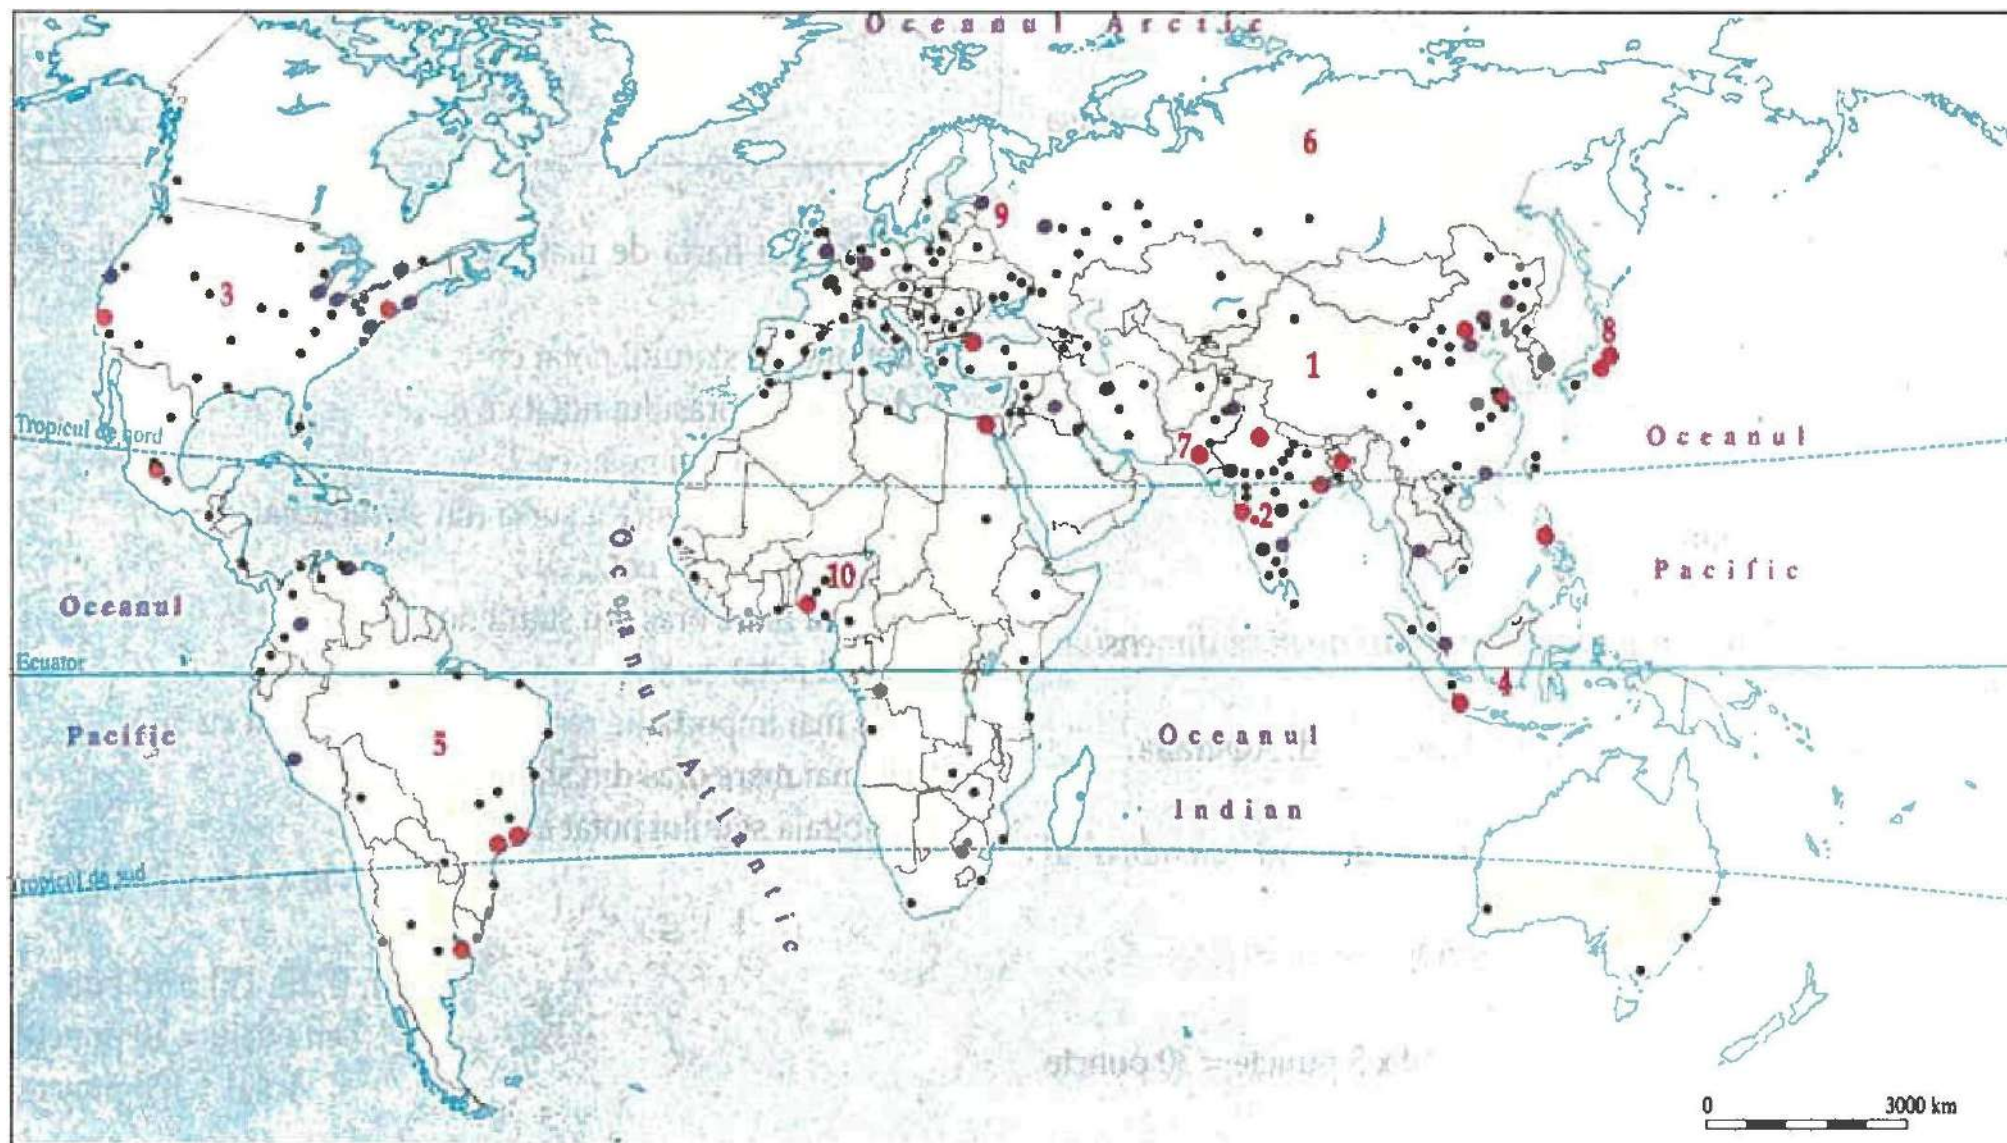 Oceanul Arctic
6
9
3
8
1
Tropicul de nord
Oceanul
7
2
10
Pacific
Oceanul
Oceanul Atlantic
Ecuator
4
Pacific
5
Oceanul
Indian
Tropicul de sud
0 3000 km